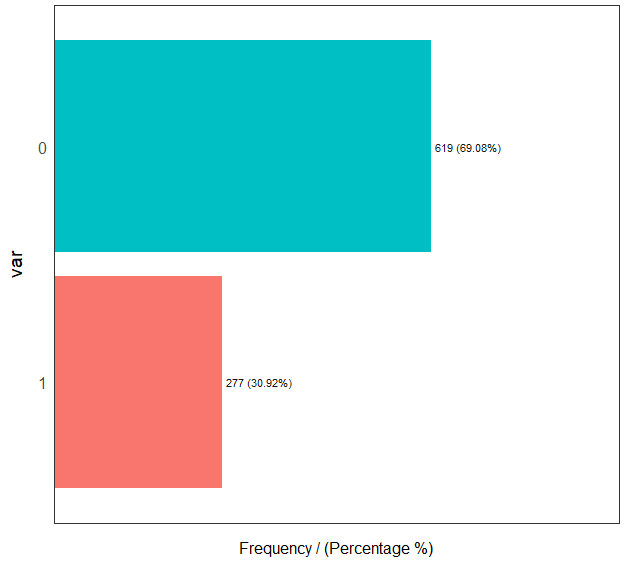 0
619 (69.08%)
var
1
277 (30.92%)
Frequency / (Percentage %)